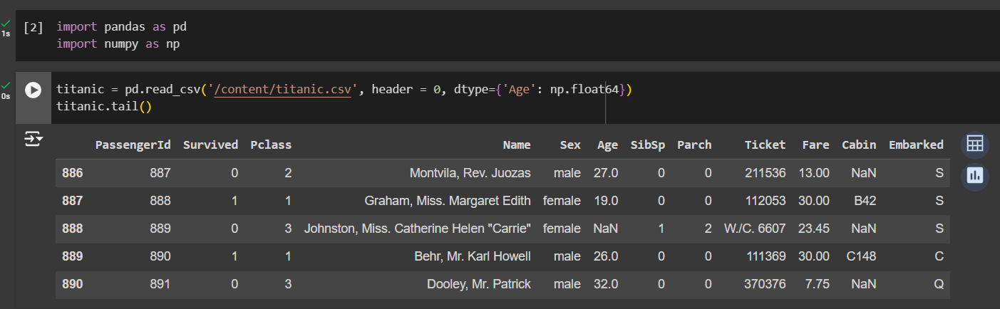 [2] import pandas as pd
1s
import numpy as np
titanic = pd.read_csv('/content/titanic.csv', header = 0, dtype={'Age': np.float64})
0s
titanic.tail()
PassengerId Survived Pclass Name Sex Age SibSp Parch Ticket Fare Cabin Embarked
886 887 0 2 Montvila, Rev. Juozas male 27.0 0 0 211536 13.00 NaN S
887 888 1 1 Graham, Miss. Margaret Edith female 19.0 0 0 112053 30.00 B42 S
888 889 0 3 Johnston, Miss. Catherine Helen "Carrie" female NaN 1 2 W./C. 6607 23.45 NaN S
889 890 1 1 Behr, Mr. Karl Howell male 26.0 0 0 111369 30.00 C148 C
890 891 0 3 Dooley, Mr. Patrick male 32.0 0 0 370376 7.75 NaN Q